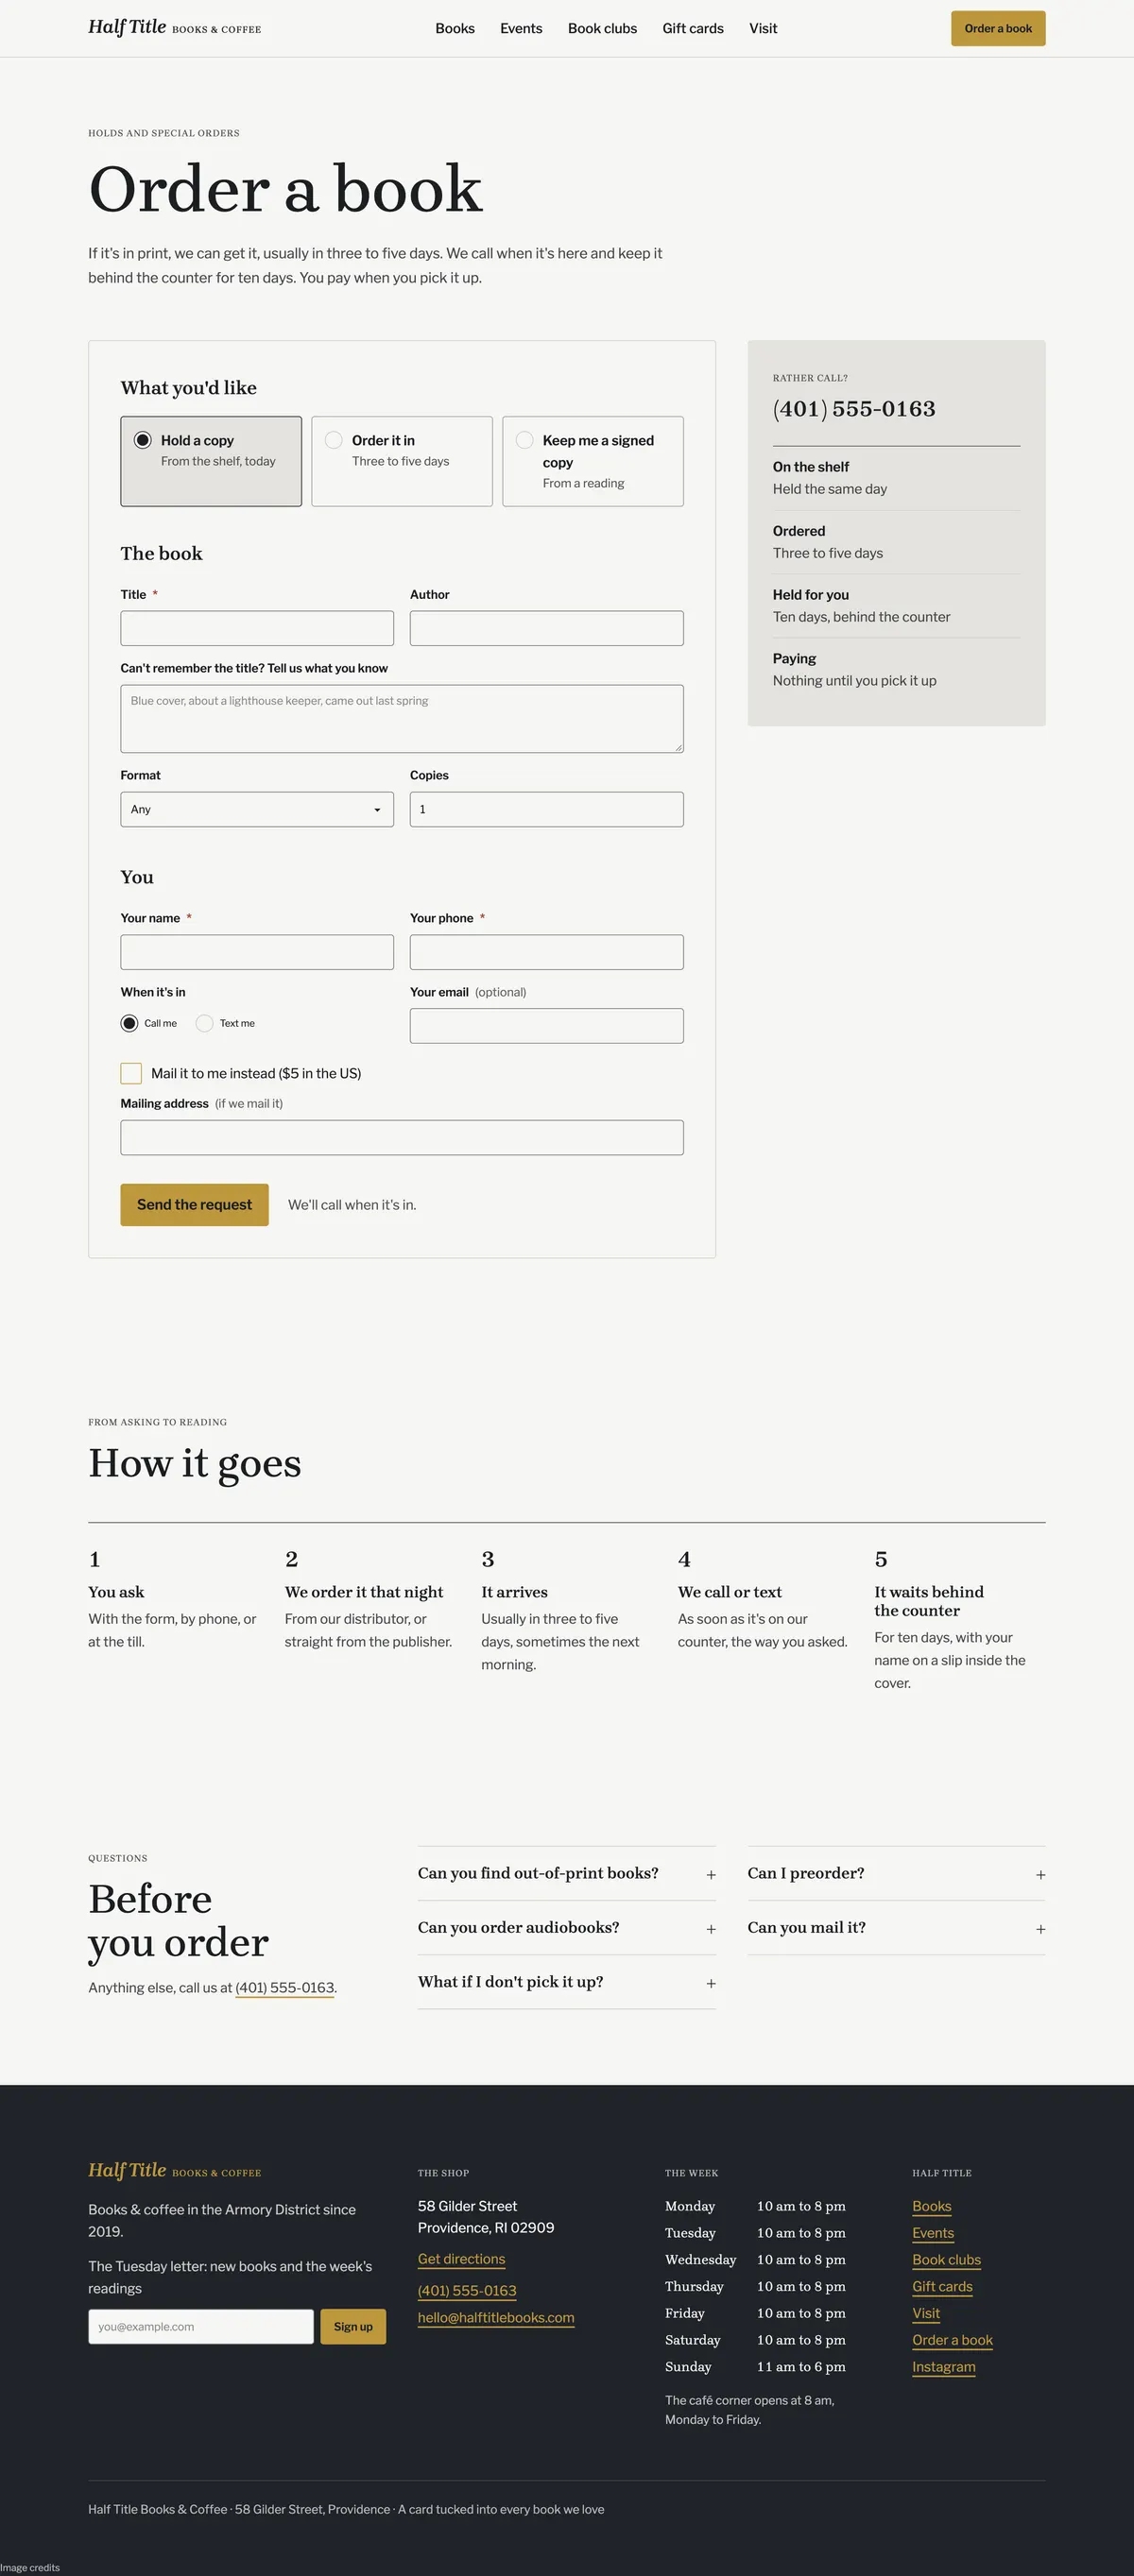 Half Title BOOKS & COFFEE
Books Events Book clubs Gift cards Visit
Order a book
HOLDS AND SPECIAL ORDERS
Order a book
If it's in print, we can get it, usually in three to five days. We call when it's here and keep it
behind the counter for ten days. You pay when you pick it up.
What you'd like
Hold a copy
From the shelf, today
Order it in
Three to five days
Keep me a signed
copy
From a reading
The book
Title *
Author
Can't remember the title? Tell us what you know
Blue cover, about a lighthouse keeper, came out last spring
Format
Any
Copies
1
You
Your name *
Your phone *
When it's in
Call me
Text me
Your email (optional)
Mail it to me instead ($5 in the US)
Mailing address (if we mail it)
Send the request
We'll call when it's in.
RATHER CALL?
(401) 555-0163
On the shelf
Held the same day
Ordered
Three to five days
Held for you
Ten days, behind the counter
Paying
Nothing until you pick it up
FROM ASKING TO READING
How it goes
1
You ask
With the form, by phone, or
at the till.
2
We order it that night
From our distributor, or
straight from the publisher.
3
It arrives
Usually in three to five
days, sometimes the next
morning.
4
We call or text
As soon as it's on our
counter, the way you asked.
5
It waits behind
the counter
For ten days, with your
name on a slip inside the
cover.
QUESTIONS
Before
you order
Anything else, call us at (401) 555-0163.
Can you find out-of-print books? +
Can you order audiobooks? +
What if I don't pick it up? +
Can I preorder? +
Can you mail it? +
Half Title BOOKS & COFFEE
Books & coffee in the Armory District since
2019.
The Tuesday letter: new books and the week's
readings
you@example.com
Sign up
THE SHOP
58 Gilder Street
Providence, RI 02909
Get directions
(401) 555-0163
hello@halftitlebooks.com
THE WEEK
Monday 10 am to 8 pm
Tuesday 10 am to 8 pm
Wednesday 10 am to 8 pm
Thursday 10 am to 8 pm
Friday 10 am to 8 pm
Saturday 10 am to 8 pm
Sunday 11 am to 6 pm
The café corner opens at 8 am,
Monday to Friday.
HALF TITLE
Books
Events
Book clubs
Gift cards
Visit
Order a book
Instagram
Half Title Books & Coffee · 58 Gilder Street, Providence · A card tucked into every book we love
Image credits